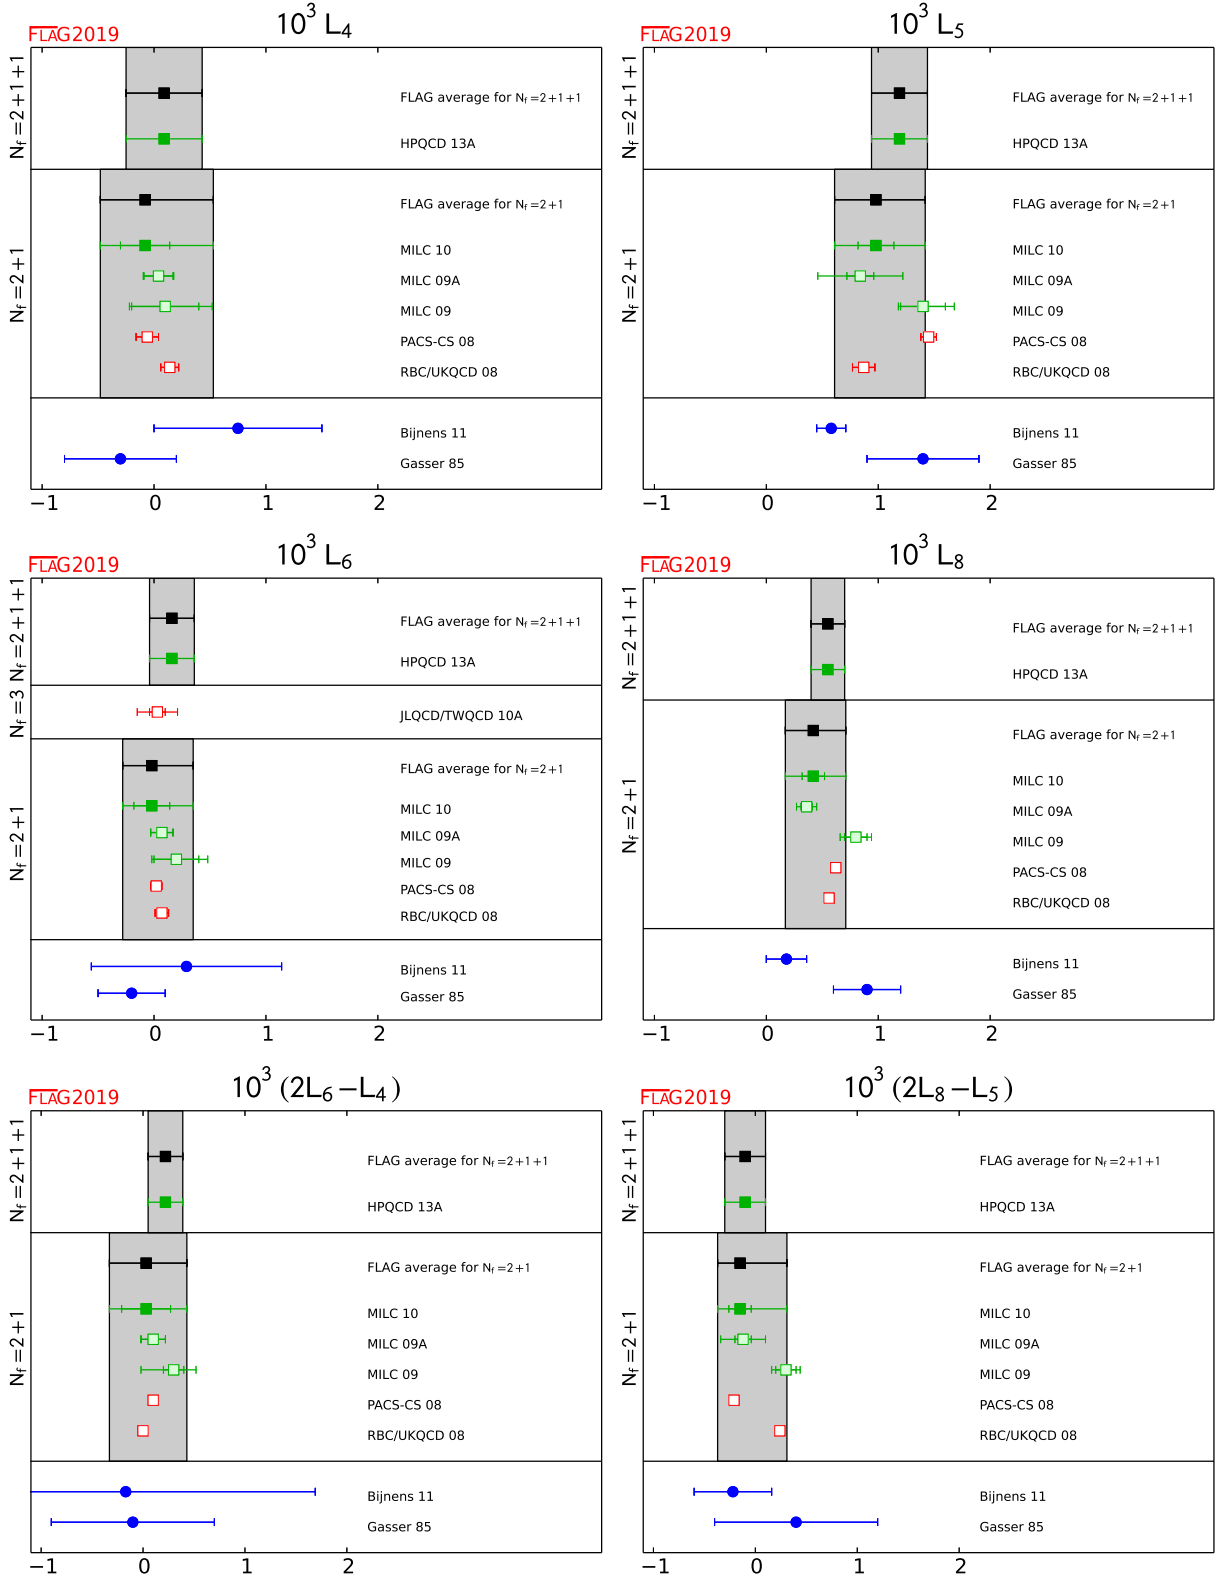 FLAG2019
10³ L₄
N_f=2+1+1
FLAG average for N_f=2+1+1
HPQCD 13A
N_f=2+1
FLAG average for N_f=2+1
MILC 10
MILC 09A
MILC 09
PACS-CS 08
RBC/UKQCD 08
Bijnens 11
Gasser 85
−1 0 1 2
FLAG2019
10³ L₅
N_f=2+1+1
FLAG average for N_f=2+1+1
HPQCD 13A
N_f=2+1
FLAG average for N_f=2+1
MILC 10
MILC 09A
MILC 09
PACS-CS 08
RBC/UKQCD 08
Bijnens 11
Gasser 85
−1 0 1 2
FLAG2019
10³ L₆
N_f=2+1+1
FLAG average for N_f=2+1+1
HPQCD 13A
N_f=3
JLQCD/TWQCD 10A
N_f=2+1
FLAG average for N_f=2+1
MILC 10
MILC 09A
MILC 09
PACS-CS 08
RBC/UKQCD 08
Bijnens 11
Gasser 85
−1 0 1 2
FLAG2019
10³ L₈
N_f=2+1+1
FLAG average for N_f=2+1+1
HPQCD 13A
N_f=2+1
FLAG average for N_f=2+1
MILC 10
MILC 09A
MILC 09
PACS-CS 08
RBC/UKQCD 08
Bijnens 11
Gasser 85
−1 0 1 2
FLAG2019
10³ (2L₆−L₄)
N_f=2+1+1
FLAG average for N_f=2+1+1
HPQCD 13A
N_f=2+1
FLAG average for N_f=2+1
MILC 10
MILC 09A
MILC 09
PACS-CS 08
RBC/UKQCD 08
Bijnens 11
Gasser 85
−1 0 1 2
FLAG2019
10³ (2L₈−L₅)
N_f=2+1+1
FLAG average for N_f=2+1+1
HPQCD 13A
N_f=2+1
FLAG average for N_f=2+1
MILC 10
MILC 09A
MILC 09
PACS-CS 08
RBC/UKQCD 08
Bijnens 11
Gasser 85
−1 0 1 2